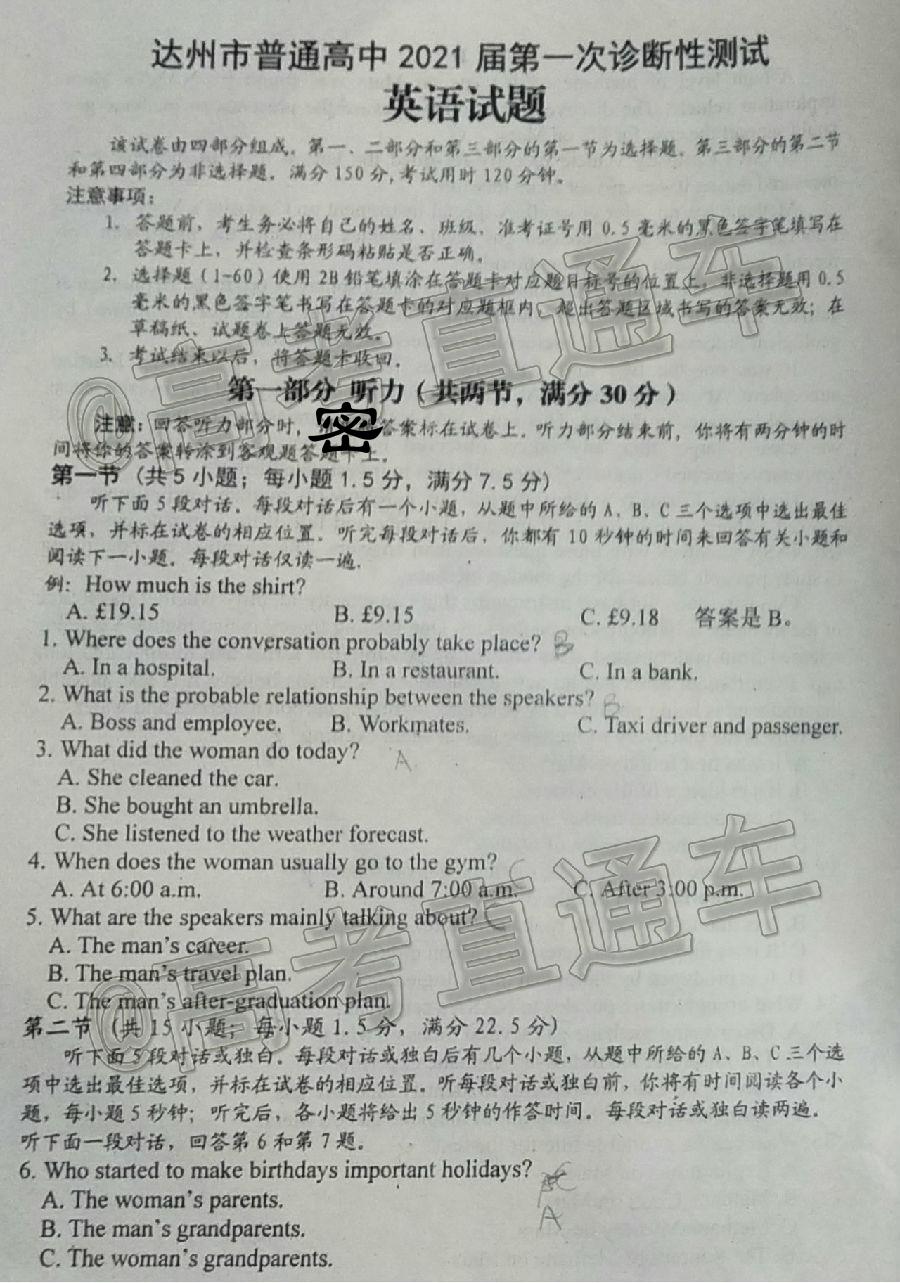 达州市普通高中 2021 届第一次诊断性测试
英语试题
该试卷由四部分组成。第一、二部分和第三部分的第一节为选择题。第三部分的第二节
和第四部分为非选择题。满分 150 分,考试用时 120 分钟。
注意事项:
1. 答题前,考生务必将自己的姓名、班级、准考证号用 0.5 毫米的黑色签字笔填写在
答题卡上,并检查条形码粘贴是否正确。
2. 选择题(1-60)使用 2B 铅笔填涂在答题卡对应题目标号的位置上,非选择题用 0.5
毫米的黑色签字笔书写在答题卡的对应题框内,超出答题区域书写的答案无效;在
草稿纸、试题卷上答题无效。
3. 考试结束以后,将答题卡收回。
第一部分 听力(共两节,满分 30 分)
注意:回答听力部分时,答案标在试卷上。听力部分结束前,你将有两分钟的时
密
间将你的答案转涂到客观题答题卡上。
第一节 (共 5 小题;每小题 1.5 分,满分 7.5 分)
听下面 5 段对话。每段对话后有一个小题,从题中所给的 A、B、C 三个选项中选出最佳
选项,并标在试卷的相应位置。听完每段对话后,你都有 10 秒钟的时间来回答有关小题和
阅读下一小题。每段对话仅读一遍.
例: How much is the shirt?
A. £19.15 B. £9.15 C. £9.18 答案是 B。
1. Where does the conversation probably take place? B
A. In a hospital. B. In a restaurant. C. In a bank.
2. What is the probable relationship between the speakers? B
A. Boss and employee. B. Workmates. C. Taxi driver and passenger.
3. What did the woman do today? A
A. She cleaned the car.
B. She bought an umbrella.
C. She listened to the weather forecast.
4. When does the woman usually go to the gym? C
A. At 6:00 a.m. B. Around 7:00 a.m. C. After 3:00 p.m.
5. What are the speakers mainly talking about? C
A. The man's career.
B. The man's travel plan.
C. The man's after-graduation plan.
第二节 (共 15 小题;每小题 1.5 分,满分 22.5 分)
听下面 5 段对话或独白。每段对话或独白后有几个小题,从题中所给的 A、B、C 三个选
项中选出最佳选项,并标在试卷的相应位置。听每段对话或独白前,你将有时间阅读各个小
题,每小题 5 秒钟;听完后,各小题将给出 5 秒钟的作答时间。每段对话或独白读两遍.
听下面一段对话,回答第 6 和第 7 题。
6. Who started to make birthdays important holidays?
A
A. The woman's parents.
B. The man's grandparents.
C. The woman's grandparents.
@高考直通车
@高考直通车